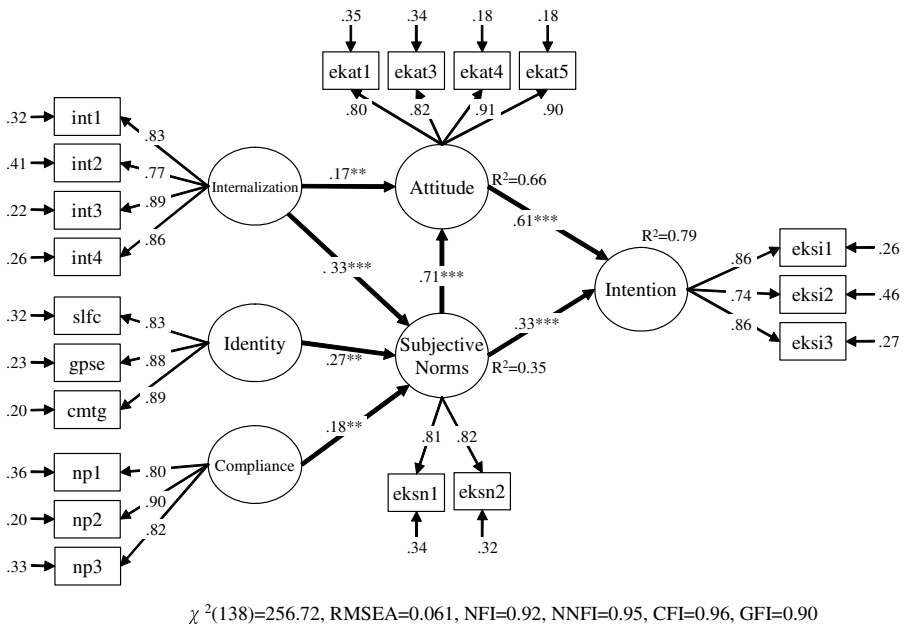 .35 .34 .18 .18
ekat1 ekat3 ekat4 ekat5
.80 .82 .91 .90
.32 int1 .83
.41 int2 .77
.22 int3 .89
.26 int4 .86
Internalization
.17**
Attitude
R²=0.66
.61***
. 33***
.71***
R²=0.79
Intention
.86 eksi1 .26
.74 eksi2 .46
.86 eksi3 .27
.32 slfc .83
.23 gpse .88
.20 cmtg .89
Identity
.27**
Subjective
Norms
.33***
R²=0.35
.36 np1 .80
.20 np2 .90
.33 np3 .82
Compliance
.18**
.81 .82
eksn1 eksn2
.34 .32
χ ²(138)=256.72, RMSEA=0.061, NFI=0.92, NNFI=0.95, CFI=0.96, GFI=0.90